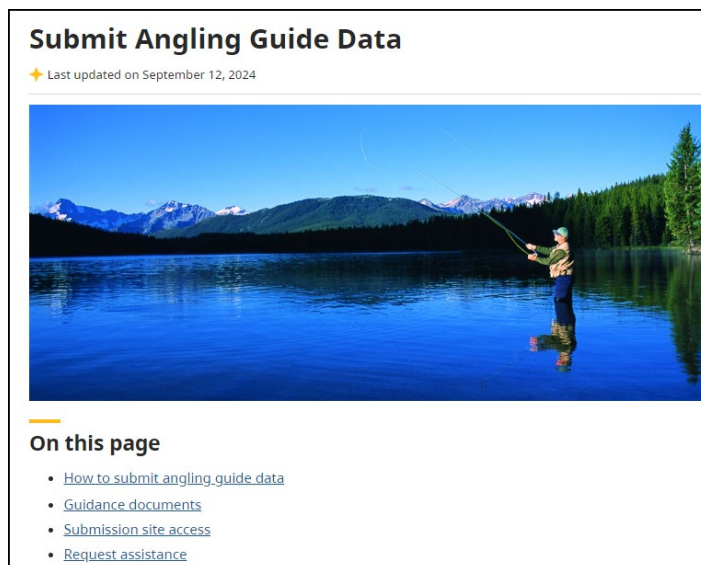 Submit Angling Guide Data
Last updated on September 12, 2024
On this page
How to submit angling guide data
Guidance documents
Submission site access
Request assistance